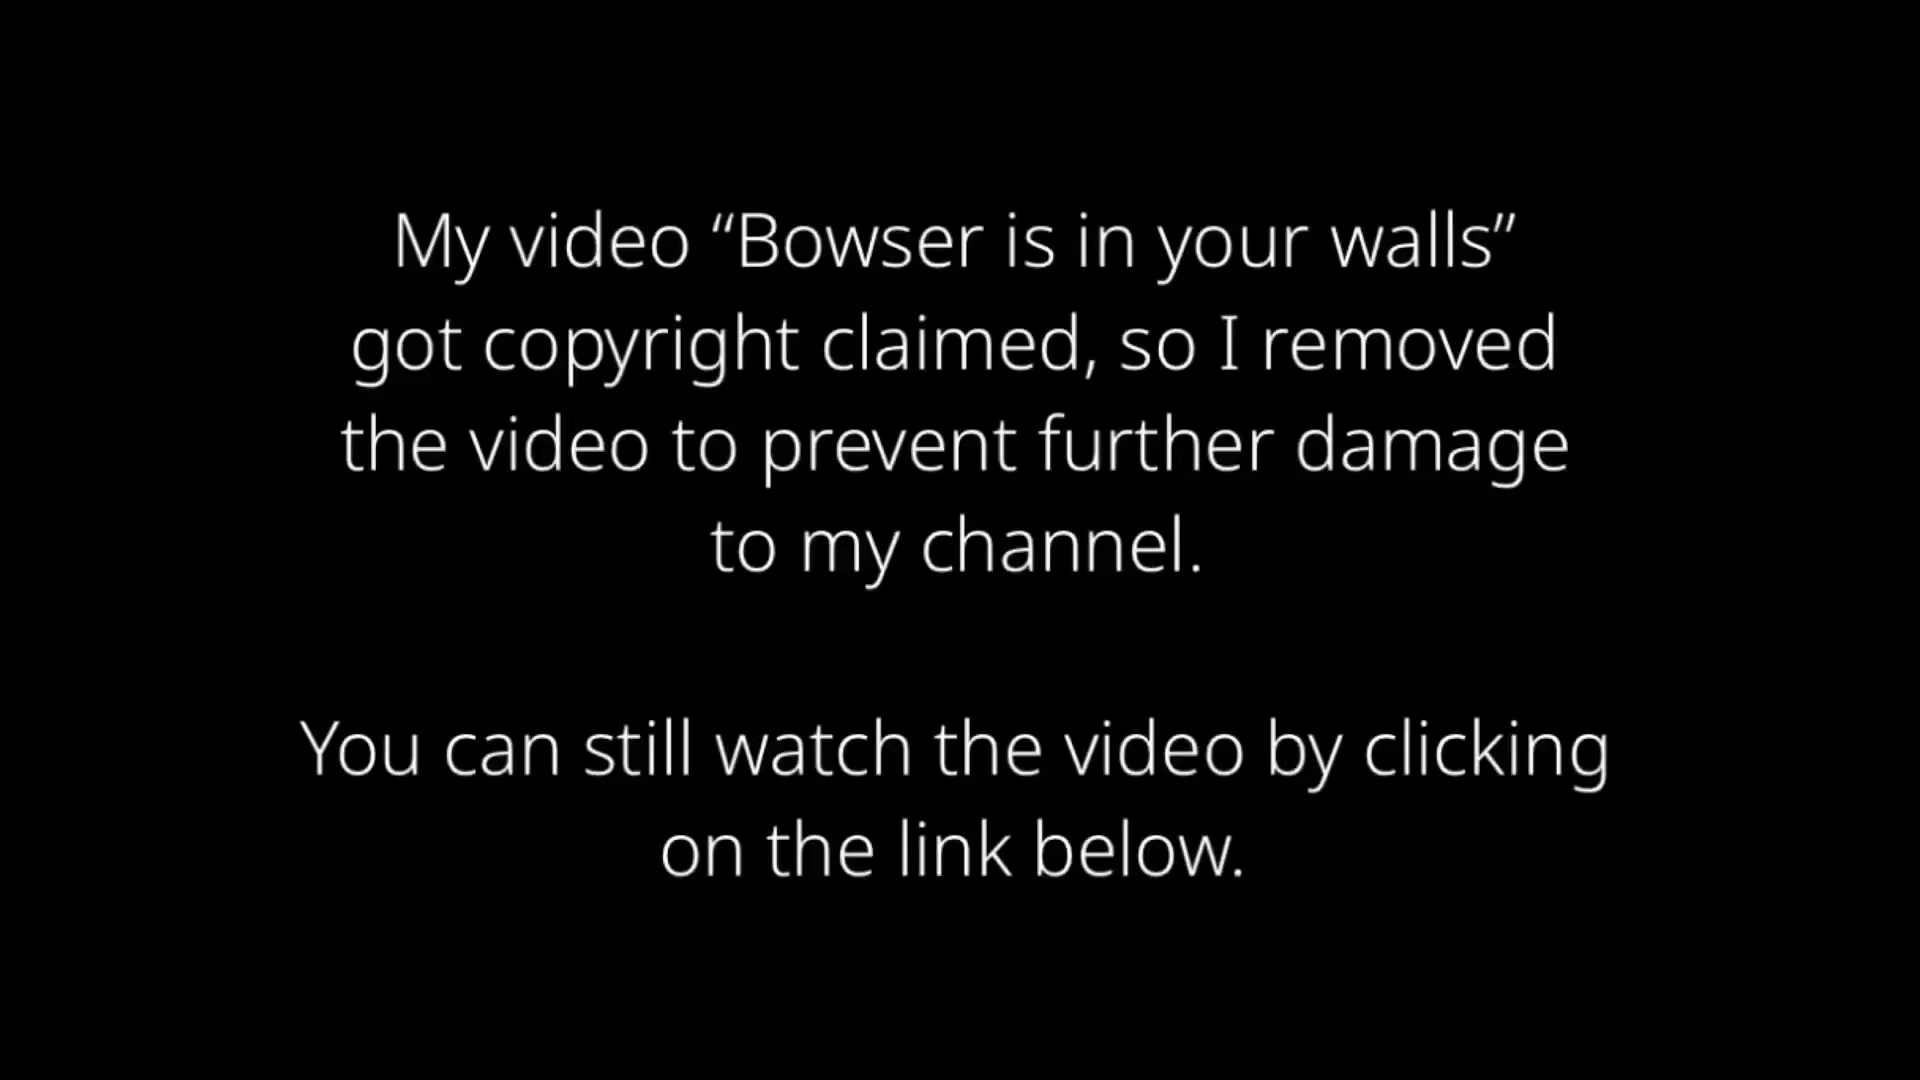 My video “Bowser is in your walls”
got copyright claimed, so I removed
the video to prevent further damage
to my channel.
You can still watch the video by clicking
on the link below.